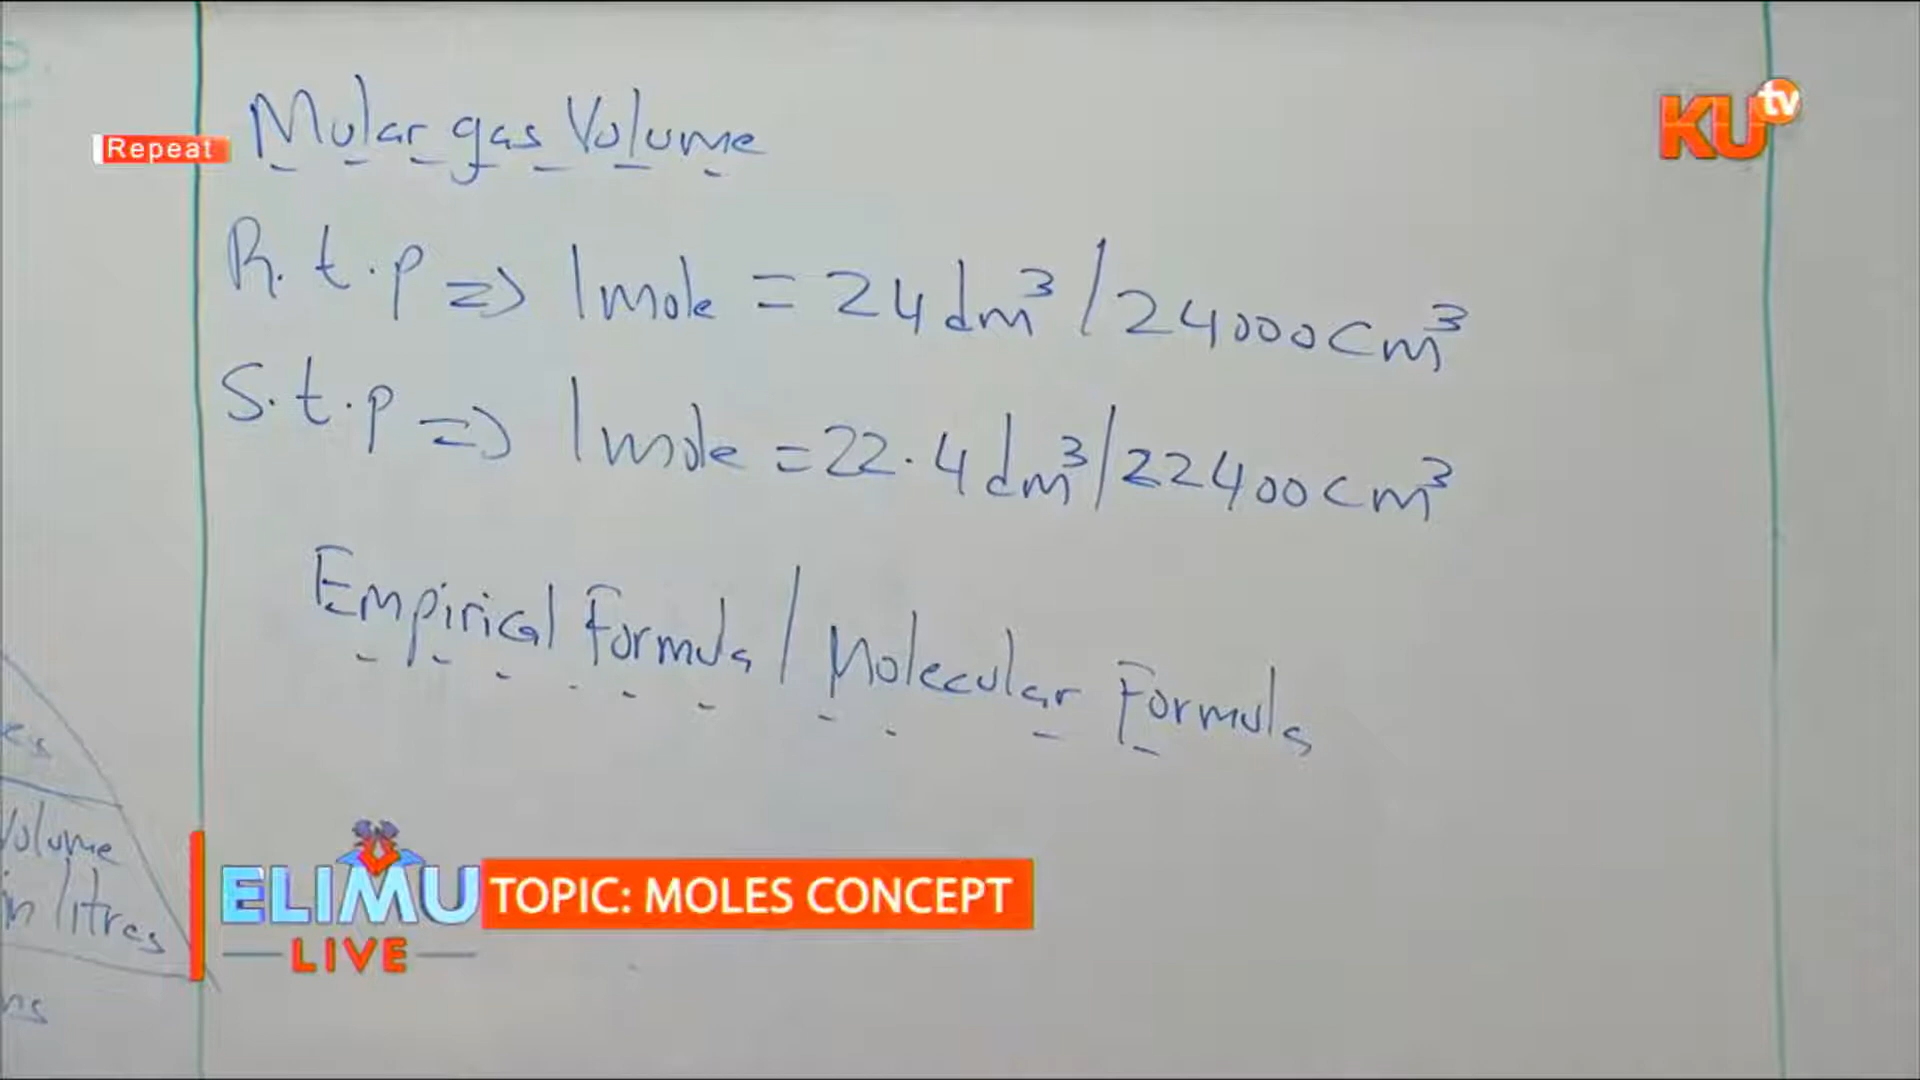 Molar gas Volume
Repeat
KU tv
R.t.p => 1mole = 24dm³/24000cm³
S.t.p => 1mole = 22.4dm³/22400cm³
Empirical Formula / Molecular Formula
Volume
in litres
ELIMU
LIVE
TOPIC: MOLES CONCEPT